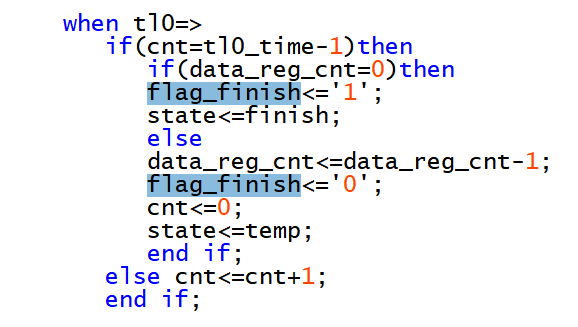 when tl0=>
if(cnt=tl0_time-1)then
if(data_reg_cnt=0)then
flag_finish<='1';
state<=finish;
else
data_reg_cnt<=data_reg_cnt-1;
flag_finish<='0';
cnt<=0;
state<=temp;
end if;
else cnt<=cnt+1;
end if;